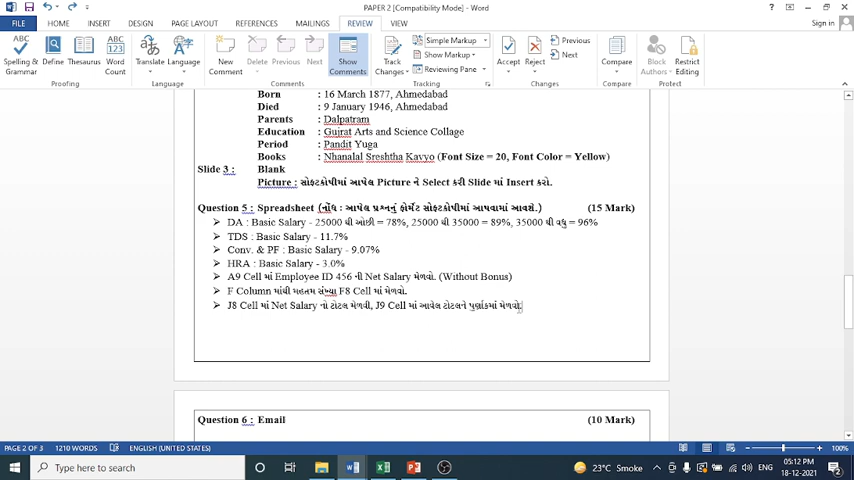 PAPER 2 [Compatibility Mode] - Word
Sign in
FILE HOME INSERT DESIGN PAGE LAYOUT REFERENCES MAILINGS REVIEW VIEW
Spelling & Grammar
Define
Thesaurus
Word Count
Proofing
Translate
Language
Language
New Comment
Delete
Previous
Next
Show Comments
Comments
Track Changes
Simple Markup
Show Markup
Reviewing Pane
Tracking
Accept
Reject
Previous
Next
Changes
Compare
Compare
Block Authors
Restrict Editing
Protect
Born : 16 March 1877, Ahmedabad
Died : 9 January 1946, Ahmedabad
Parents : Dalpatram
Education : Gujrat Arts and Science Collage
Period : Pandit Yuga
Books : Nhanalal Sreshtha Kavyo (Font Size = 20, Font Color = Yellow)
Slide 3 : Blank
Picture : સોફ્ટકોપીમાં આપેલ Picture ને Select કરી Slide માં Insert કરો.
Question 5 : Spreadsheet (નોંધ : આપેલ પ્રશ્નનું ફોર્મેટ સોફ્ટકોપીમાં આપવામાં આવશે.) (15 Mark)
➢ DA : Basic Salary - 25000 થી ઓછી = 78%, 25000 થી 35000 = 89%, 35000 થી વધુ = 96%
➢ TDS : Basic Salary - 11.7%
➢ Conv. & PF : Basic Salary - 9.07%
➢ HRA : Basic Salary - 3.0%
➢ A9 Cell માં Employee ID 456 ની Net Salary મેળવો. (Without Bonus)
➢ F Column માંથી મહતમ સંખ્યા F8 Cell માં મેળવો.
➢ J8 Cell માં Net Salary નો ટોટલ મેળવી, J9 Cell માં આવેલ ટોટલને પુર્ણાકમાં મેળવો.
Question 6 : Email (10 Mark)
PAGE 2 OF 3 1210 WORDS ENGLISH (UNITED STATES) 100%
Type here to search
23°C Smoke
ENG
05:12 PM
18-12-2021
2